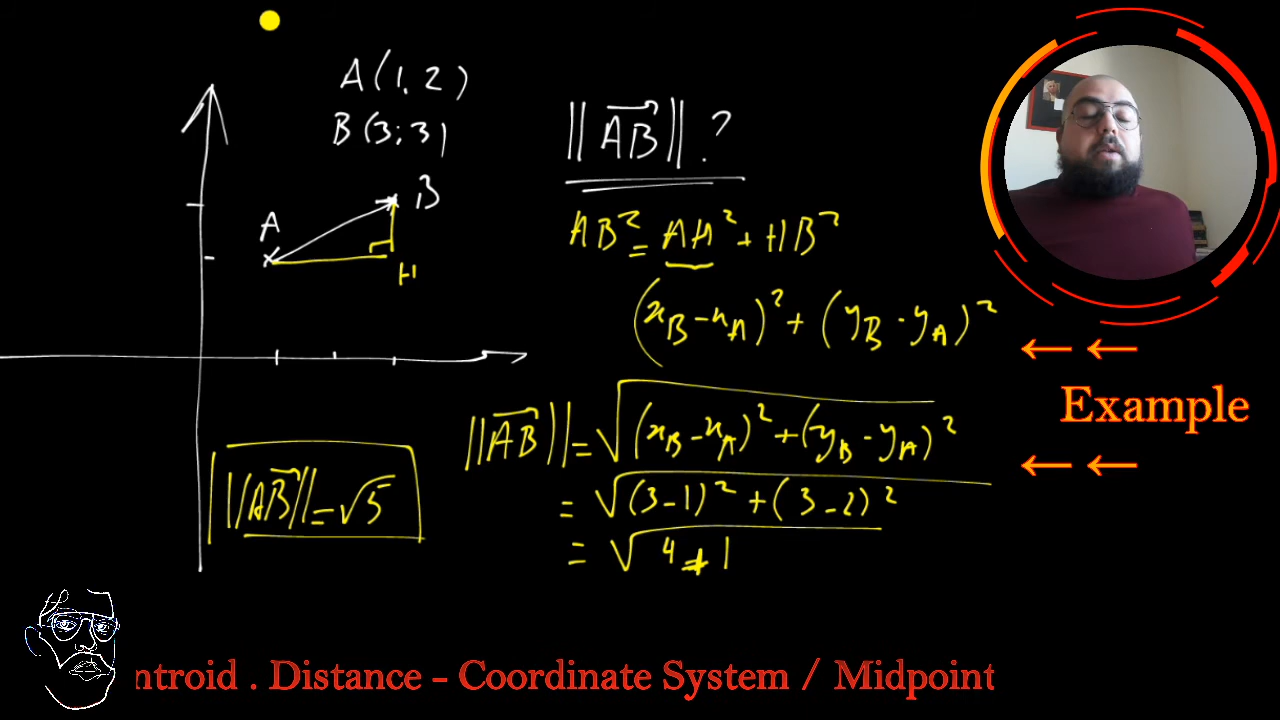 A(1,2)
B(3;3)
||AB||?
B
A
H
AB²=AH²+HB²
(xB-xA)²+(yB-yA)²
← ←
Example
← ←
||AB||=√(xB-xA)²+(yB-yA)²
=√(3-1)²+(3-2)²
=√4+1
||AB||=√5
ntroid . Distance - Coordinate System / Midpoint